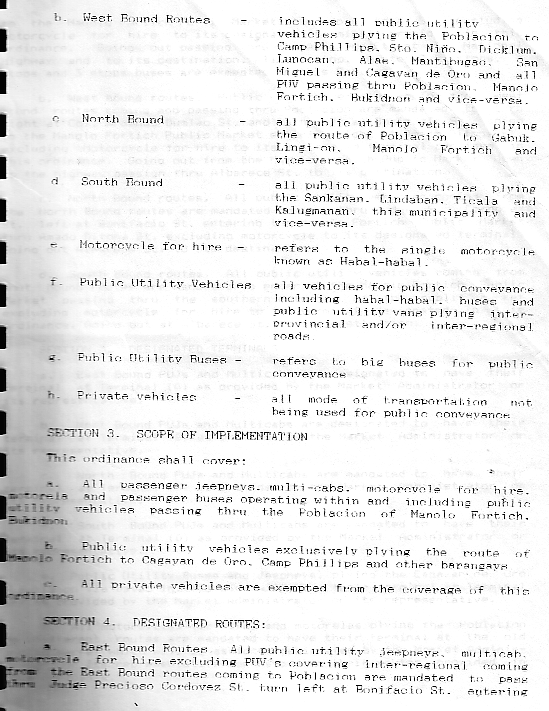 b. West Bound Routes - includes all public utility
vehicles plying the Poblacion to
Camp Phillips, Sto. Niño, Dicklum,
Lunocan, Alae, Mantibugao, San
Miguel and Cagayan de Oro and all
PUV passing thru Poblacion, Manolo
Fortich, Bukidnon and vice-versa.
c North Bound - all public utility vehicles plying
the route of Poblacion to Gabuk,
Lingi-on, Manolo Fortich and
vice-versa.
d South Bound - all public utility vehicles plying
the Sankanan, Lindaban, Ticala and
Kalugmanan, this municipality and
vice-versa.
e. Motorcycle for hire - refers to the single motorcycle
known as Habal-habal.
f. Public Utility Vehicles all vehicles for public conveyance
including habal-habal, buses and
public utility vans plying inter-
provincial and/or inter-regional
roads.
g. Public Utility Buses - refers to big buses for public
conveyance
h. Private vehicles - all mode of transportation not
being used for public conveyance
SECTION 3. SCOPE OF IMPLEMENTATION
This ordinance shall cover:
a. All passenger jeepneys, multi-cabs, motorcycle for hire,
motorela and passenger buses operating within and including public
utility vehicles passing thru the Poblacion of Manolo Fortich,
Bukidnon
b Public utility vehicles exclusively plying the route of
Manolo Fortich to Cagayan de Oro, Camp Phillips and other barangays
c. All private vehicles are exempted from the coverage of this
ordinance.
SECTION 4. DESIGNATED ROUTES:
a East Bound Routes. All public utility jeepneys, multicab,
motorcycle for hire excluding PUV's covering inter-regional coming
from the East Bound routes coming to Poblacion are mandated to pass
thru Judge Precioso Cordovez St. turn left at Bonifacio St. entering